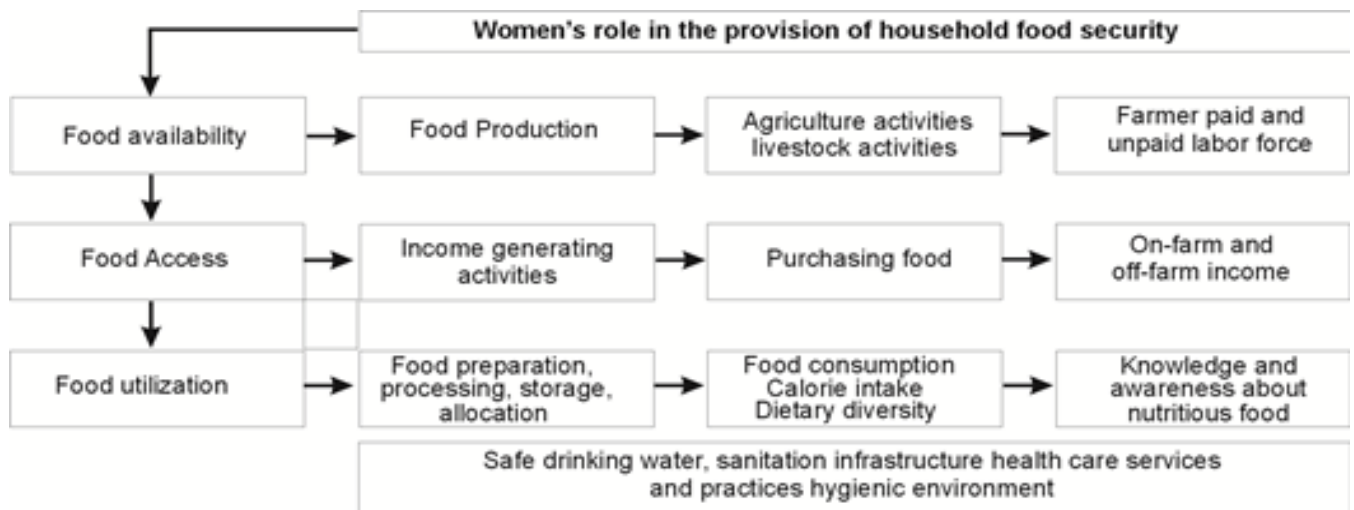 Women's role in the provision of household food security
Food availability
Food Production
Agriculture activities
livestock activities
Farmer paid and
unpaid labor force
Food Access
Income generating
activities
Purchasing food
On-farm and
off-farm income
Food utilization
Food preparation,
processing, storage,
allocation
Food consumption
Calorie intake
Dietary diversity
Knowledge and
awareness about
nutritious food
Safe drinking water, sanitation infrastructure health care services
and practices hygienic environment